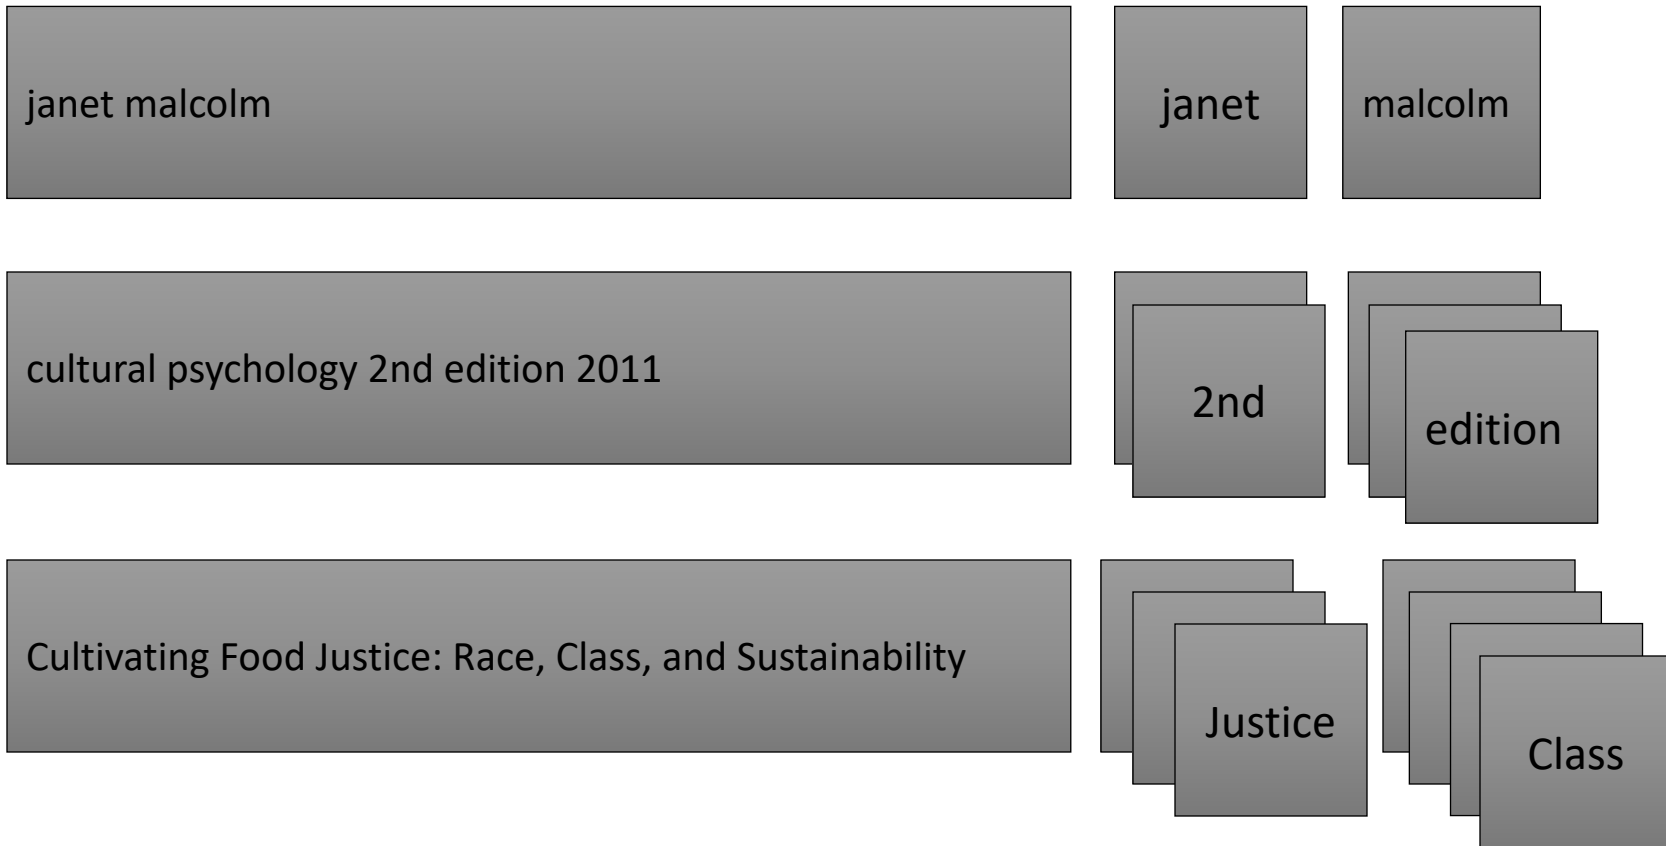 janet malcolm
janet
malcolm
cultural psychology 2nd edition 2011
2nd
edition
Cultivating Food Justice: Race, Class, and Sustainability
Justice
Class